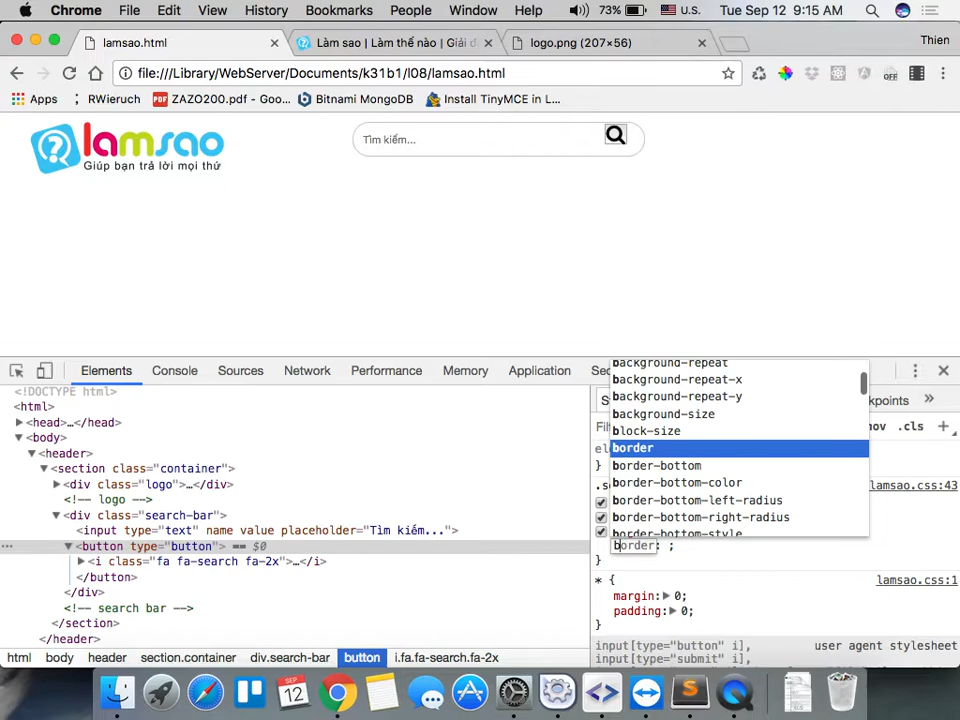 Chrome File Edit View History Bookmarks People Window Help 73% U.S. Tue Sep 12 9:15 AM
lamsao.html × Làm sao | Làm thế nào | Giải đ × logo.png (207×56) × Thien
file:///Library/WebServer/Documents/k31b1/l08/lamsao.html OFF
Apps RWieruch PDF ZAZO200.pdf - Goo... Bitnami MongoDB Install TinyMCE in L...
lamsao
Giúp bạn trả lời mọi thứ
Tìm kiếm...
Elements Console Sources Network Performance Memory Application Sec
<!DOCTYPE html>
<html>
<head>…</head>
<body>
<header>
<section class="container">
<div class="logo">…</div>
<!-- logo -->
<div class="search-bar">
<input type="text" name value placeholder="Tìm kiếm...">
<button type="button"> == $0
<i class="fa fa-search fa-2x">…</i>
</button>
</div>
<!-- search bar -->
</section>
</header>
html body header section.container div.search-bar button i.fa.fa-search.fa-2x
background-repeat
background-repeat-x
background-repeat-y
background-size
block-size
border
border-bottom
border-bottom-color
border-bottom-left-radius
border-bottom-right-radius
border-bottom-style
kpoints »
.cls +
lamsao.css:43
border: ;
}
* { lamsao.css:1
margin: 0;
padding: 0;
}
input[type="button" i], user agent stylesheet
input[type="submit" i],
SEP
12